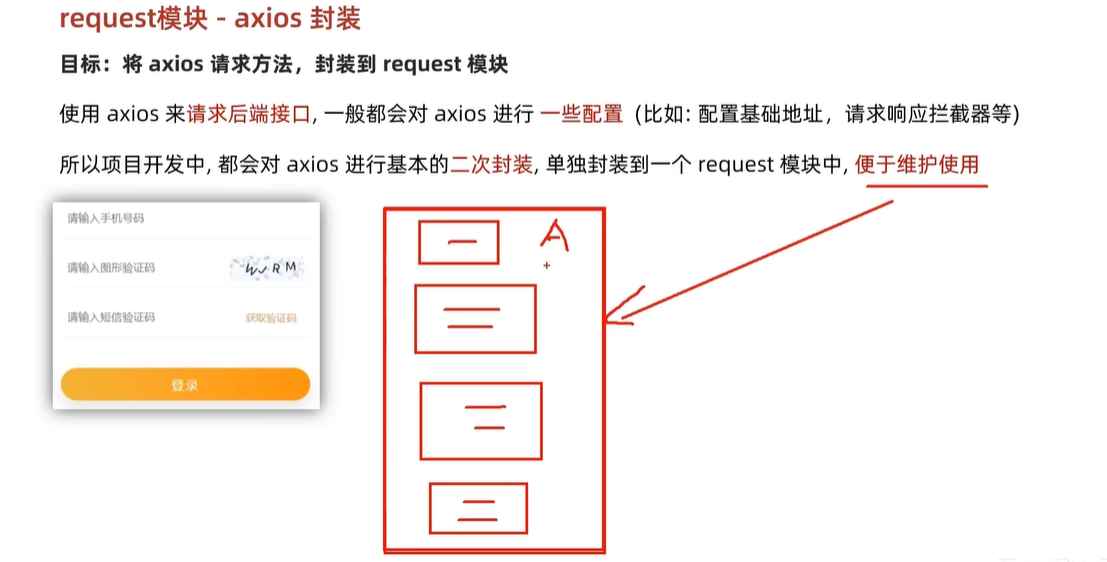 request模块 - axios 封装
目标：将 axios 请求方法，封装到 request 模块
使用 axios 来请求后端接口, 一般都会对 axios 进行 一些配置 (比如: 配置基础地址，请求响应拦截器等)
所以项目开发中, 都会对 axios 进行基本的二次封装, 单独封装到一个 request 模块中, 便于维护使用
请输入手机号码
请输入图形验证码
WVRM
请输入短信验证码 获取验证码
登录
一 A
二
二
二